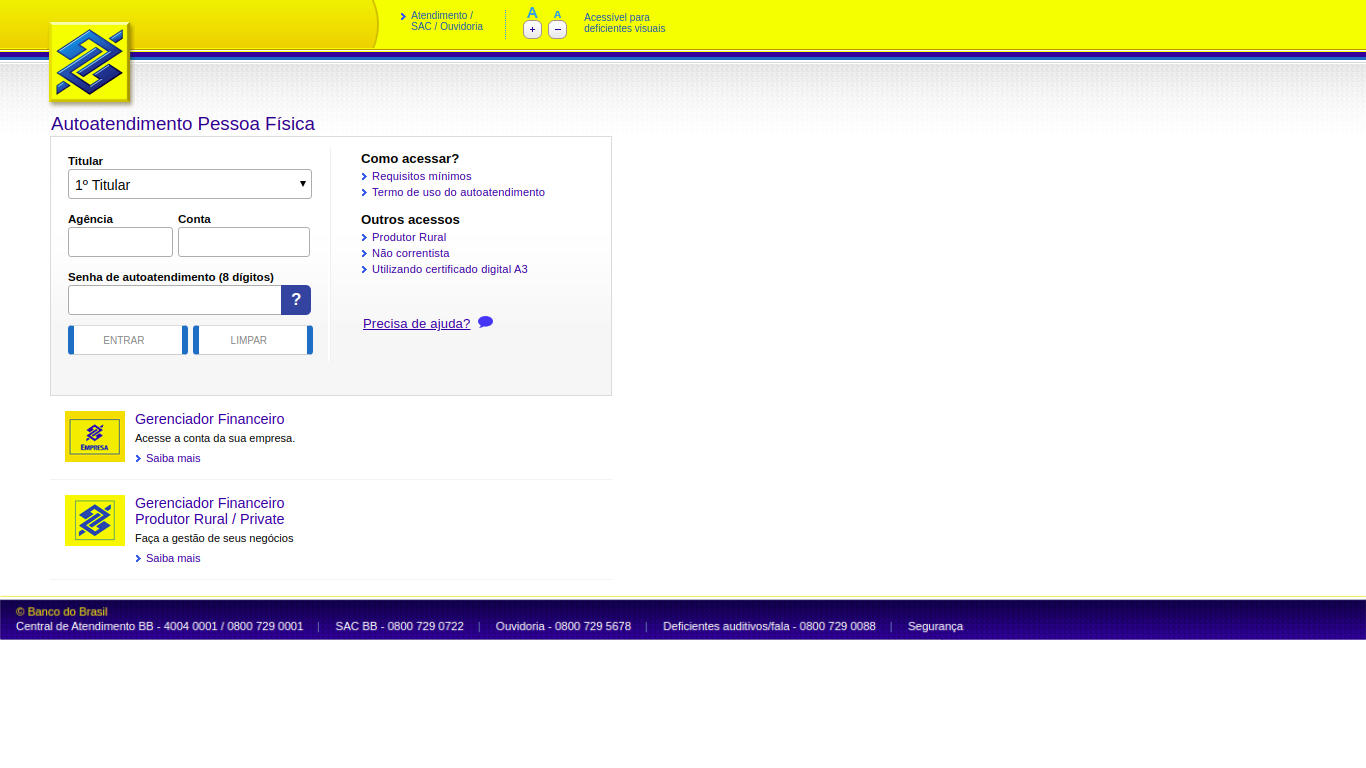 Atendimento /
SAC / Ouvidoria
A A
+ −
Acessível para
deficientes visuais
Autoatendimento Pessoa Física
Titular
1º Titular
Agência Conta
Senha de autoatendimento (8 dígitos)
?
ENTRAR LIMPAR
Como acessar?
Requisitos mínimos
Termo de uso do autoatendimento
Outros acessos
Produtor Rural
Não correntista
Utilizando certificado digital A3
Precisa de ajuda?
EMPRESA
Gerenciador Financeiro
Acesse a conta da sua empresa.
Saiba mais
Gerenciador Financeiro
Produtor Rural / Private
Faça a gestão de seus negócios
Saiba mais
© Banco do Brasil
Central de Atendimento BB - 4004 0001 / 0800 729 0001 | SAC BB - 0800 729 0722 | Ouvidoria - 0800 729 5678 | Deficientes auditivos/fala - 0800 729 0088 | Segurança